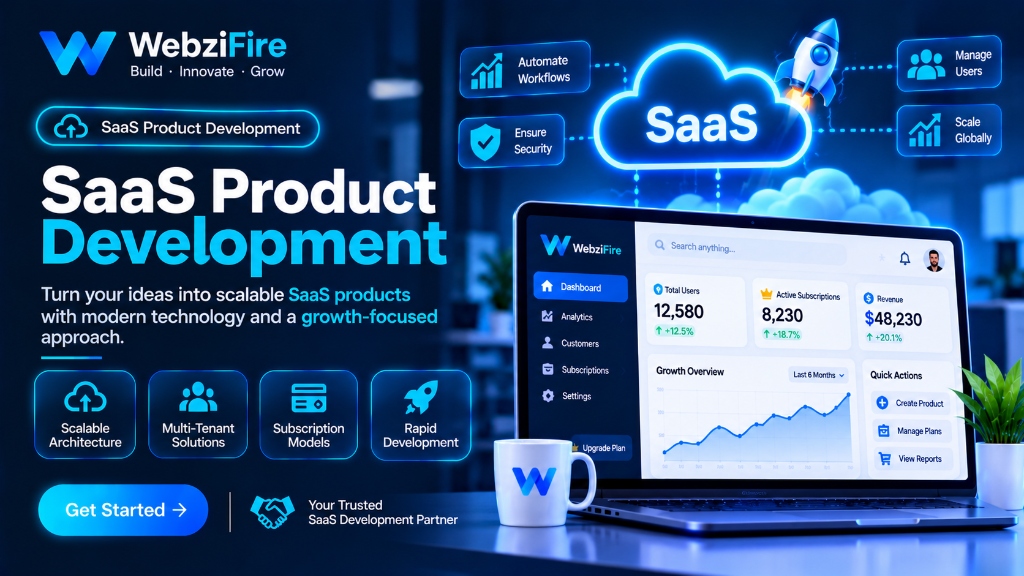 WebziFire
Build · Innovate · Grow
SaaS Product Development
SaaS Product
Development
Turn your ideas into scalable SaaS products
with modern technology and a growth-focused
approach.
Scalable
Architecture
Multi-Tenant
Solutions
Subscription
Models
Rapid
Development
Get Started →
Your Trusted
SaaS Development Partner
Automate
Workflows
Ensure
Security
SaaS
Manage
Users
Scale
Globally
WebziFire
Dashboard
Analytics
Customers
Subscriptions
Settings
Upgrade Plan
Search anything...
Total Users
12,580
↑ +12.5%
Active Subscriptions
8,230
↑ +18.7%
Revenue
$48,230
↑ +20.1%
Growth Overview
Last 6 Months
Quick Actions
Create Product
Manage Plans
View Reports